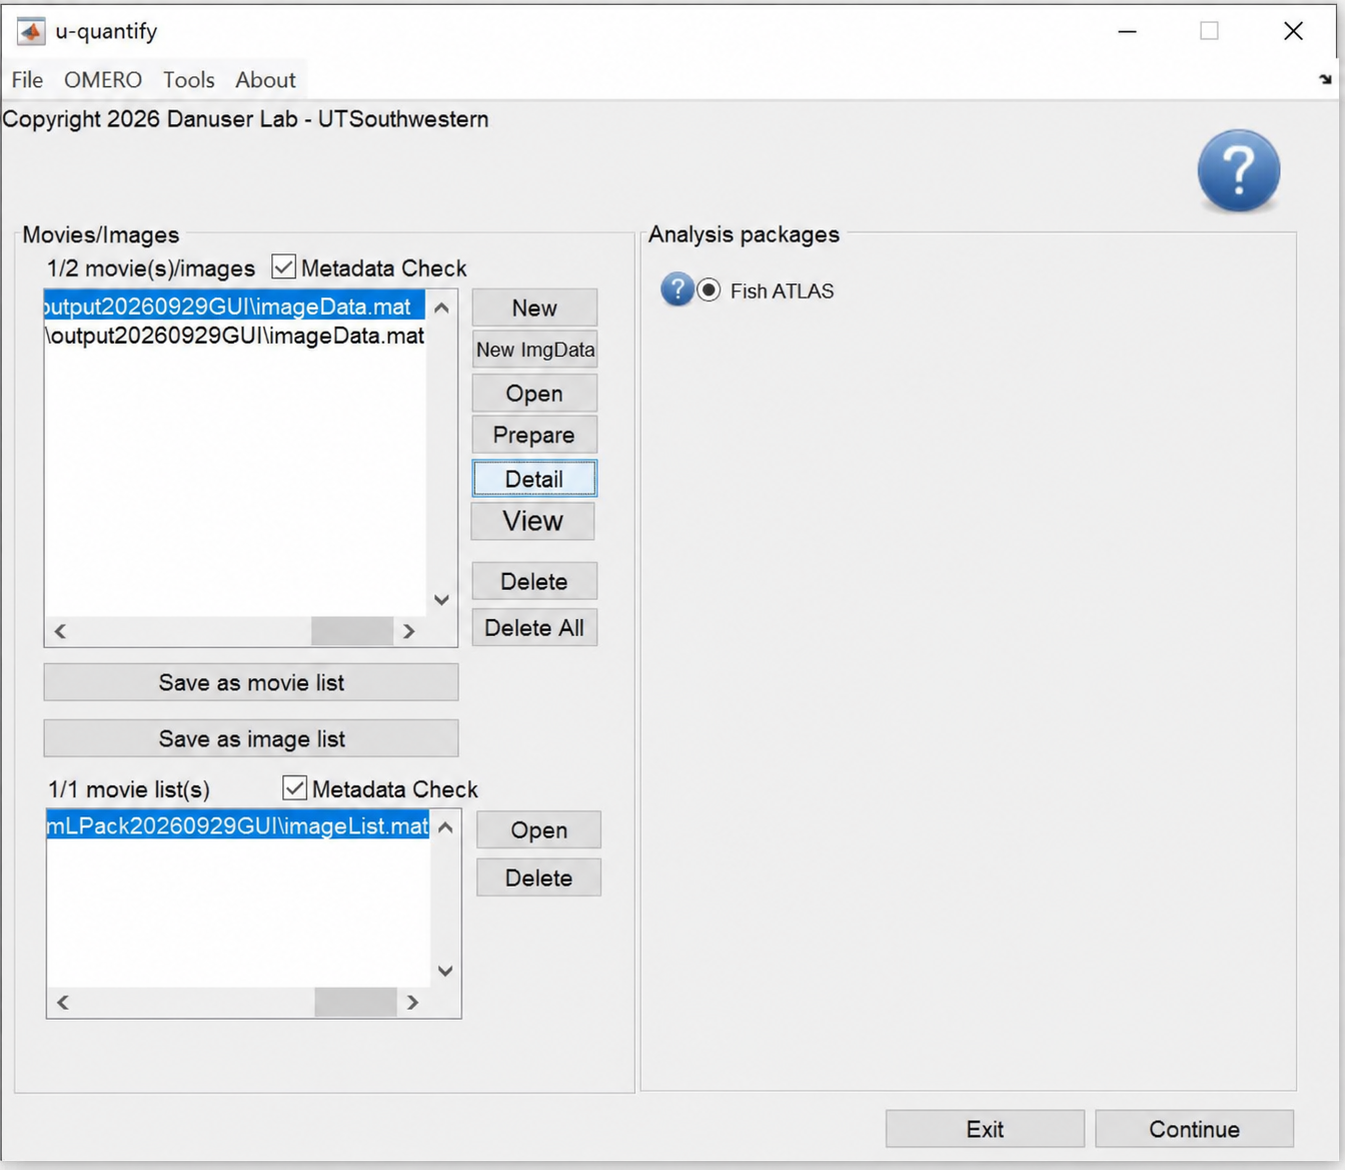 u-quantify
File OMERO Tools About
Copyright 2026 Danuser Lab - UTSouthwestern
?
Movies/Images
1/2 movie(s)/images Metadata Check
output20260929GUI\imageData.mat
\output20260929GUI\imageData.mat
New
New ImgData
Open
Prepare
Detail
View
Delete
Delete All
Save as movie list
Save as image list
1/1 movie list(s) Metadata Check
mLPack20260929GUI\imageList.mat
Open
Delete
Analysis packages
? Fish ATLAS
Exit Continue